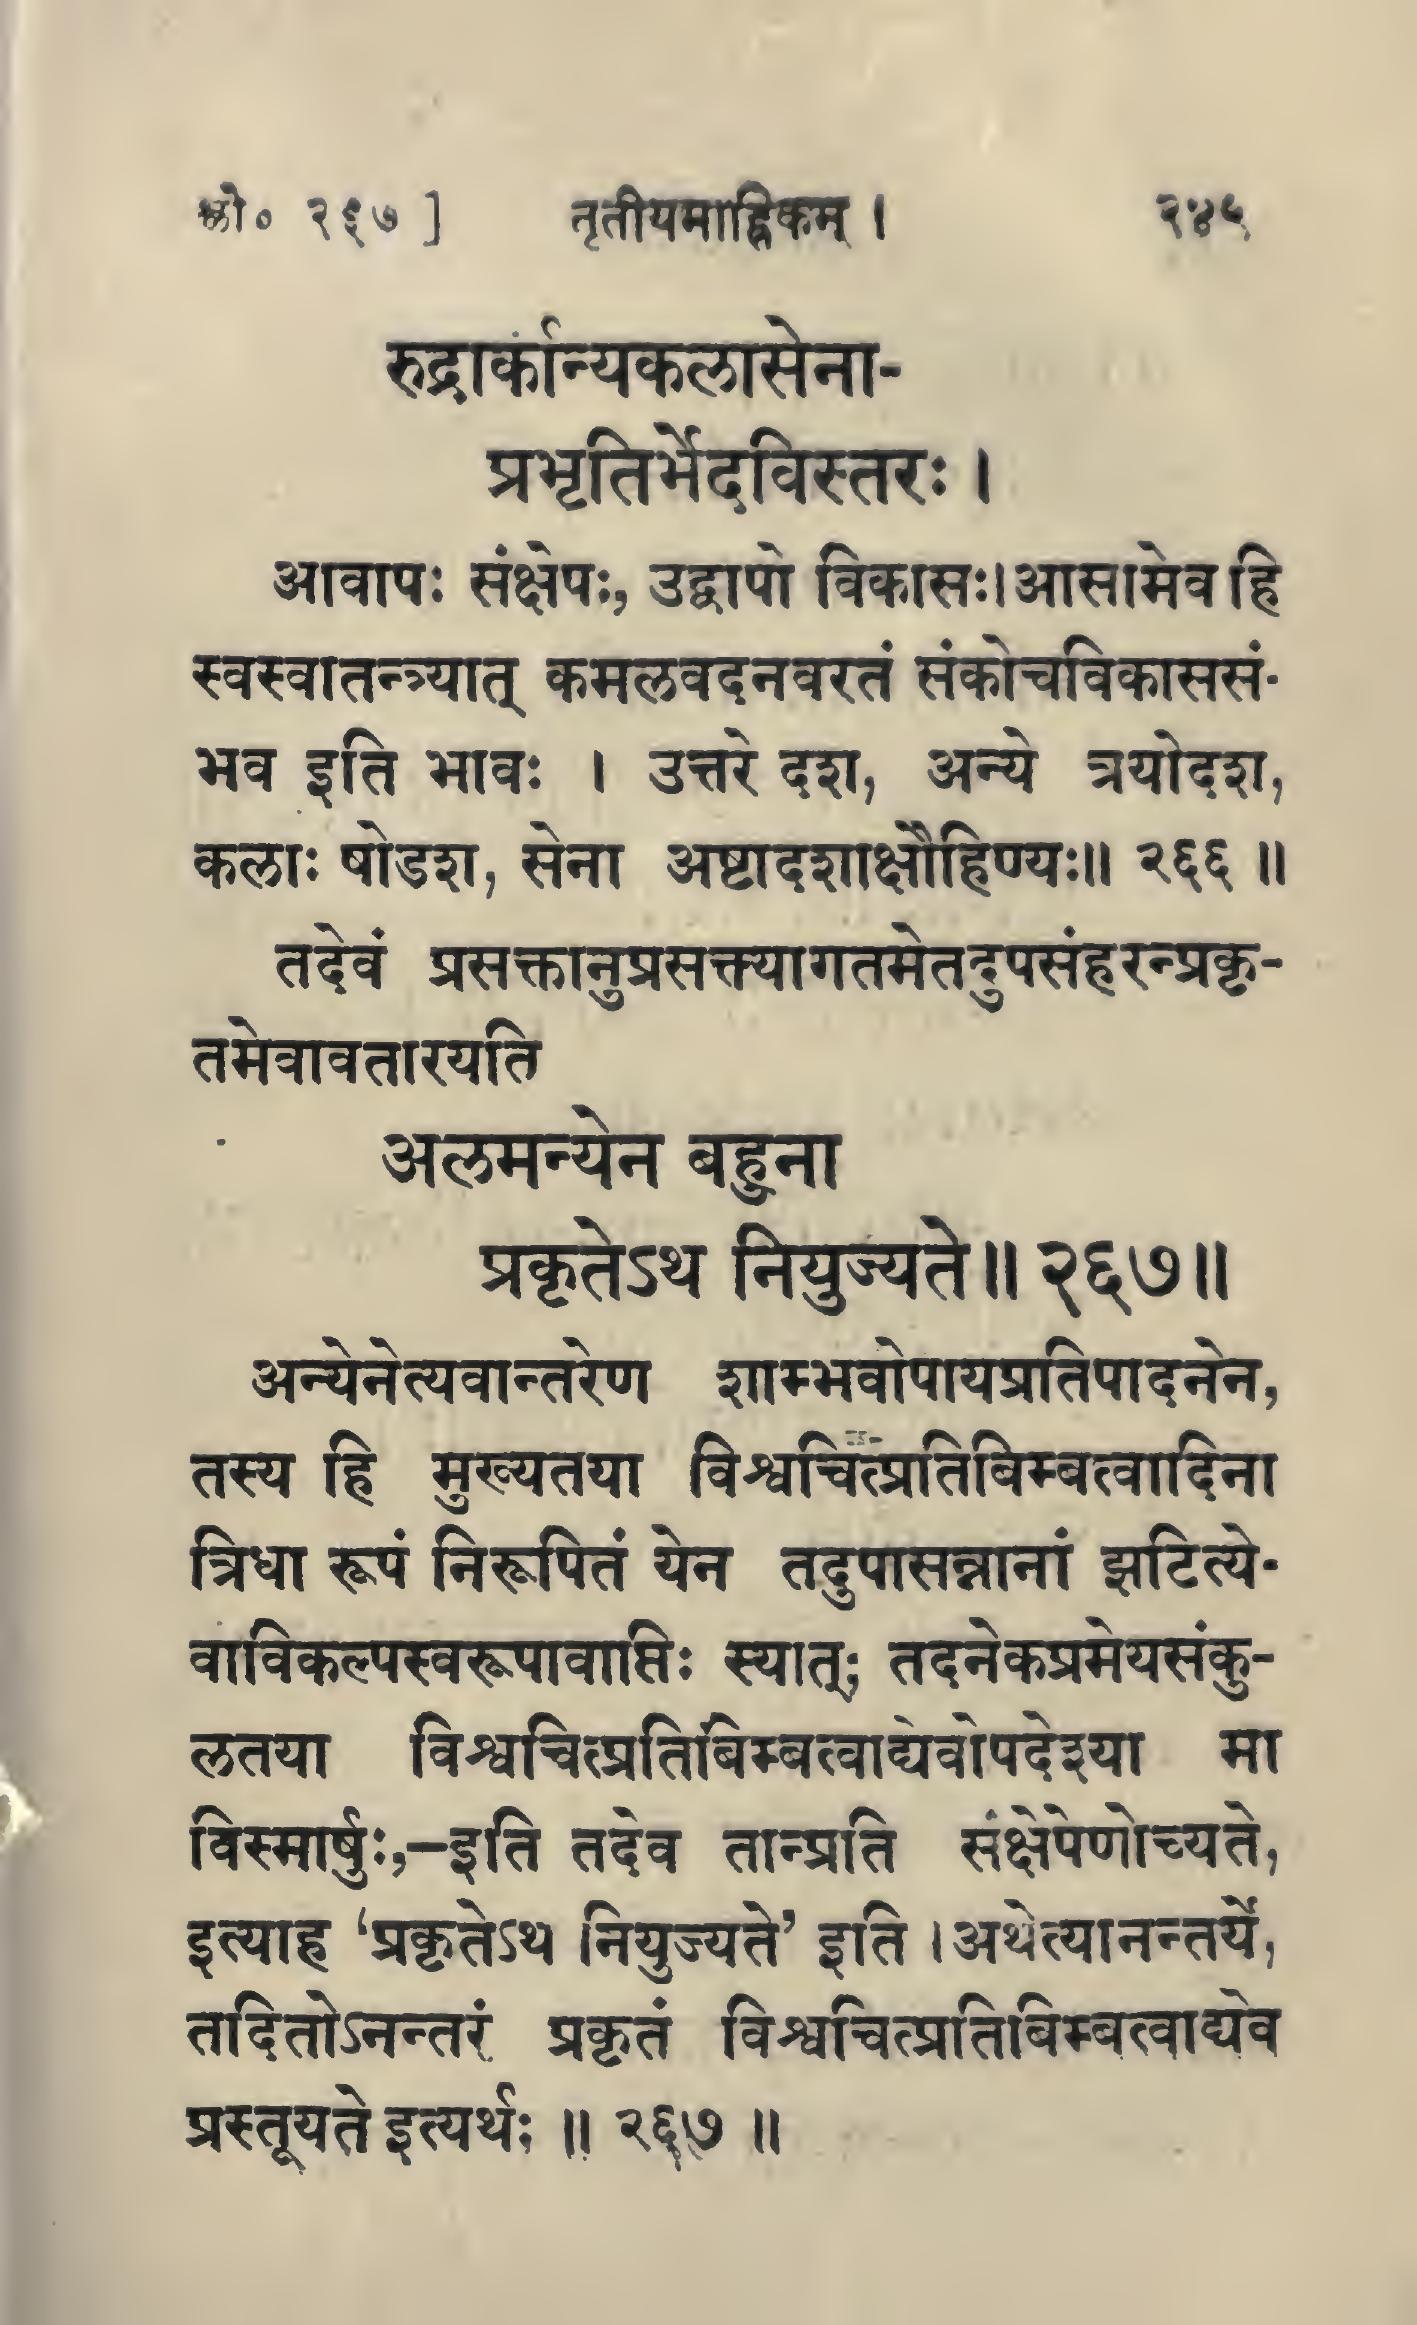 श्लो० २६७ ] तृतीयमाह्निकम् । २४५
रुद्रार्कान्यकलासेना-
प्रभृतिर्भेदविस्तरः ।
आवापः संक्षेपः, उद्वापो विकासः। आसामेव हि
स्वस्वातन्त्र्यात् कमलवदनवरतं संकोचविकाससं-
भव इति भावः । उत्तरे दश, अन्ये त्रयोदश,
कलाः षोडश, सेना अष्टादशाक्षौहिण्यः॥ २६६ ॥
तदेवं प्रसक्तानुप्रसक्त्यागतमेतदुपसंहरन्प्रकृ-
तमेवावतारयति
अलमन्येन बहुना
प्रकृतेऽथ नियुज्यते॥ २६७॥
अन्येनेत्यवान्तरेण शाम्भवोपायप्रतिपादनेन,
तस्य हि मुख्यतया विश्वचित्प्रतिबिम्बत्वादिना
त्रिधा रूपं निरूपितं येन तदुपासन्नानां झटित्ये-
वाविकल्पस्वरूपावाप्तिः स्यात्; तदनेकप्रमेयसंकु-
लतया विश्वचित्प्रतिबिम्बत्वाद्येवोपदेश्या मा
विस्मार्षुः,—इति तदेव तान्प्रति संक्षेपेणोच्यते,
इत्याह ‘प्रकृतेऽथ नियुज्यते’ इति । अथेत्यानन्तर्ये,
तदितोऽनन्तरं प्रकृतं विश्वचित्प्रतिबिम्बत्वाद्येव
प्रस्तूयते इत्यर्थः ॥ २६७ ॥